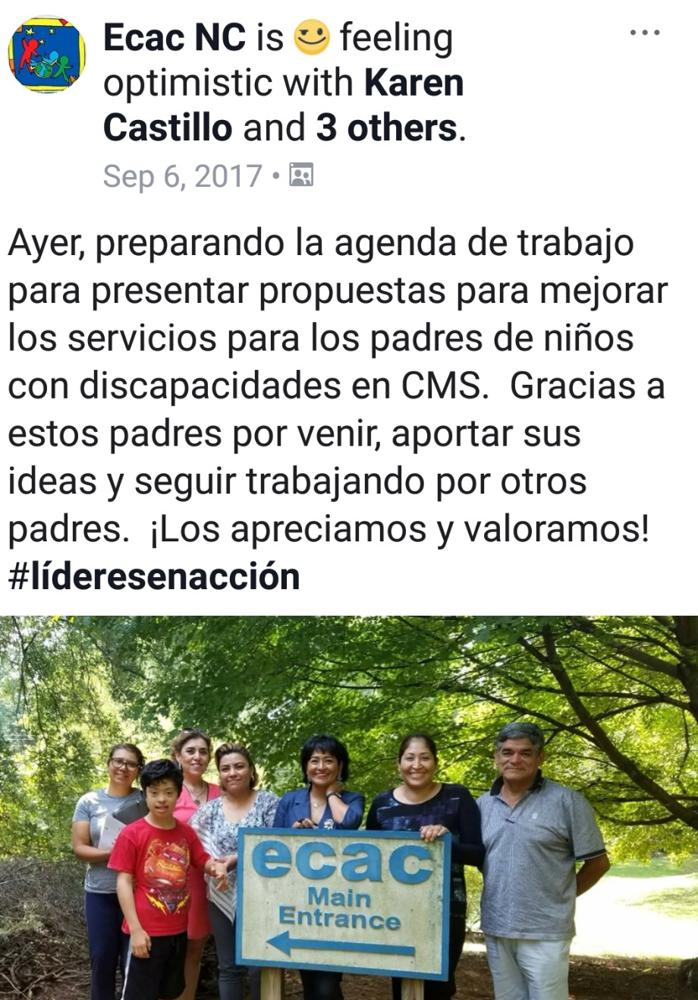 Ecac NC is 😉 feeling
optimistic with Karen
Castillo and 3 others.
Sep 6, 2017 •
Ayer, preparando la agenda de trabajo
para presentar propuestas para mejorar
los servicios para los padres de niños
con discapacidades en CMS.  Gracias a
estos padres por venir, aportar sus
ideas y seguir trabajando por otros
padres.  ¡Los apreciamos y valoramos!
#líderesenacción
ecac
Main
Entrance